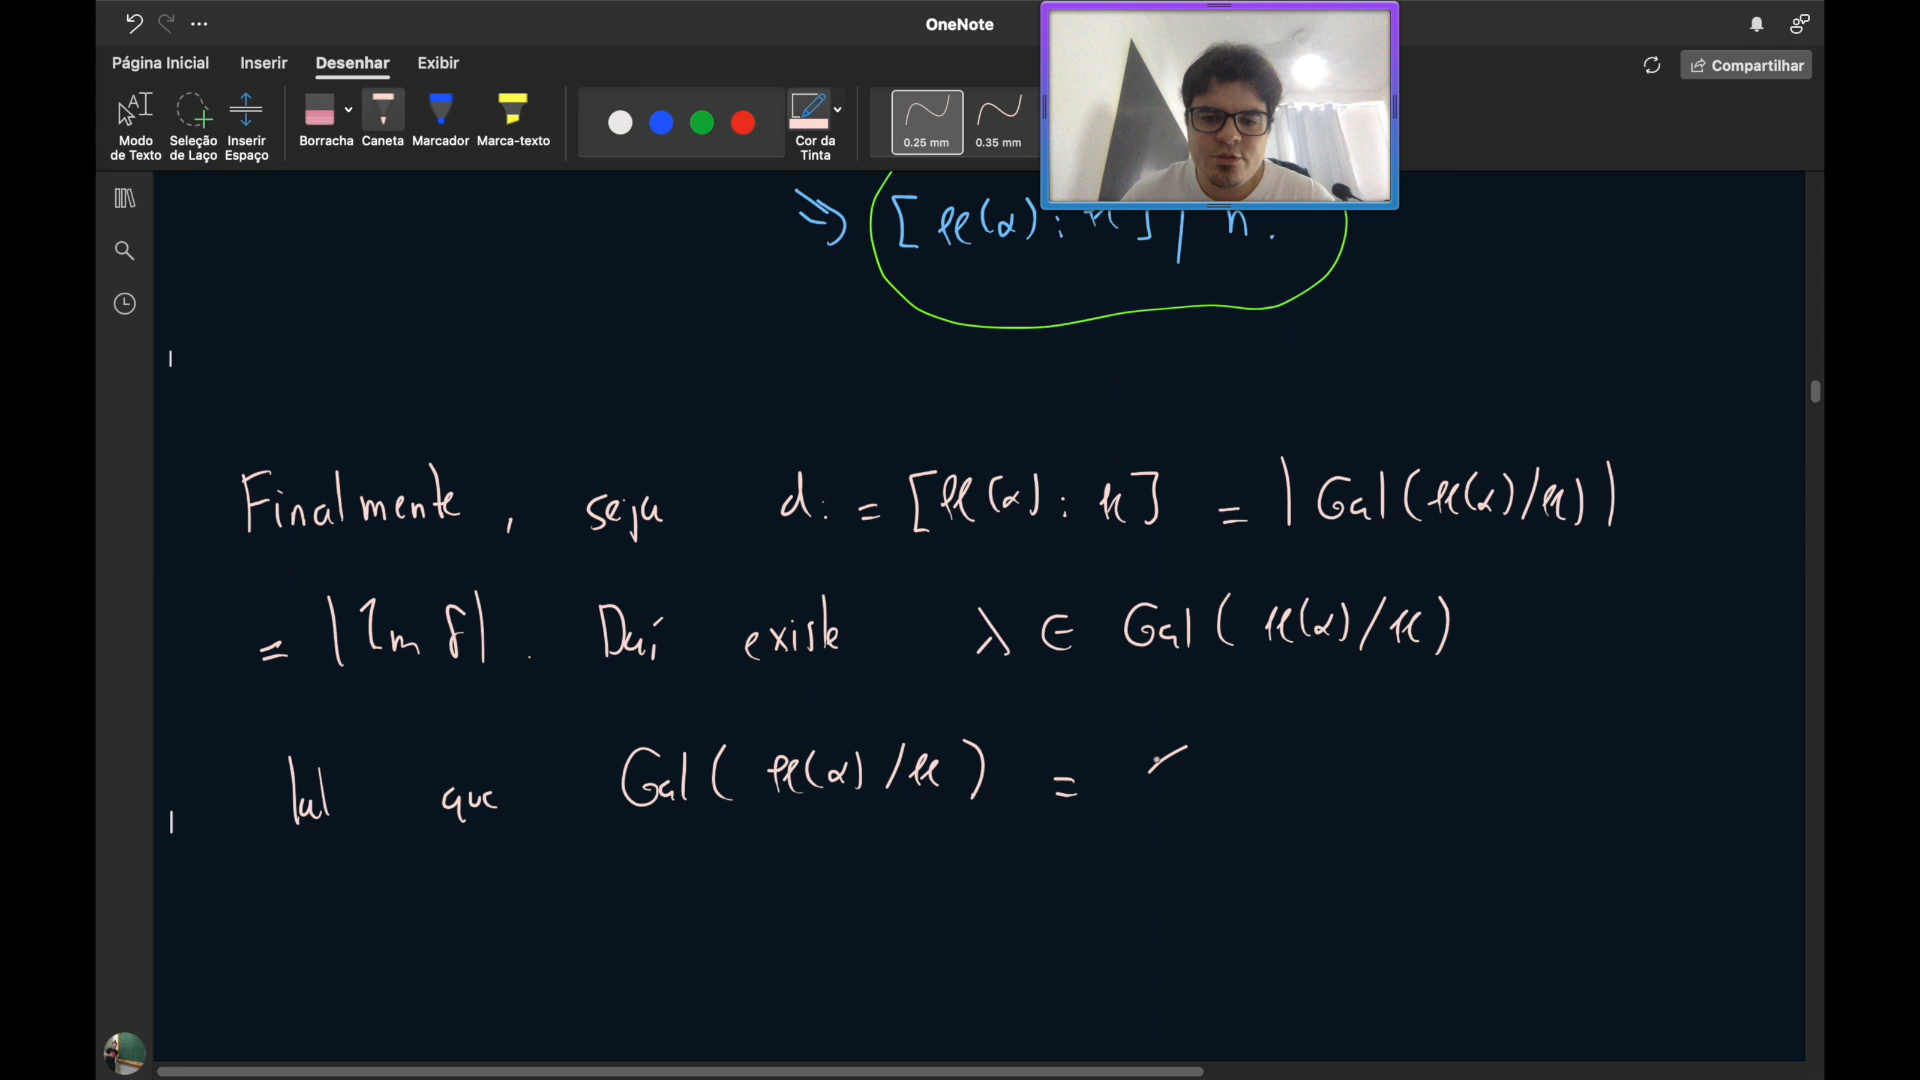 OneNote
Página Inicial Inserir Desenhar Exibir
Compartilhar
Modo de Texto
Seleção de Laço
Inserir Espaço
Borracha Caneta Marcador Marca-texto
Cor da Tinta
0.25 mm 0.35 mm
⇒ [K(α) : K] | n.
Finalmente, seja d := [K(α) : K] = |Gal(K(α)/K)|
= |Im f|. Daí existe λ ∈ Gal(K(α)/K)
tal que Gal(K(α)/K) =